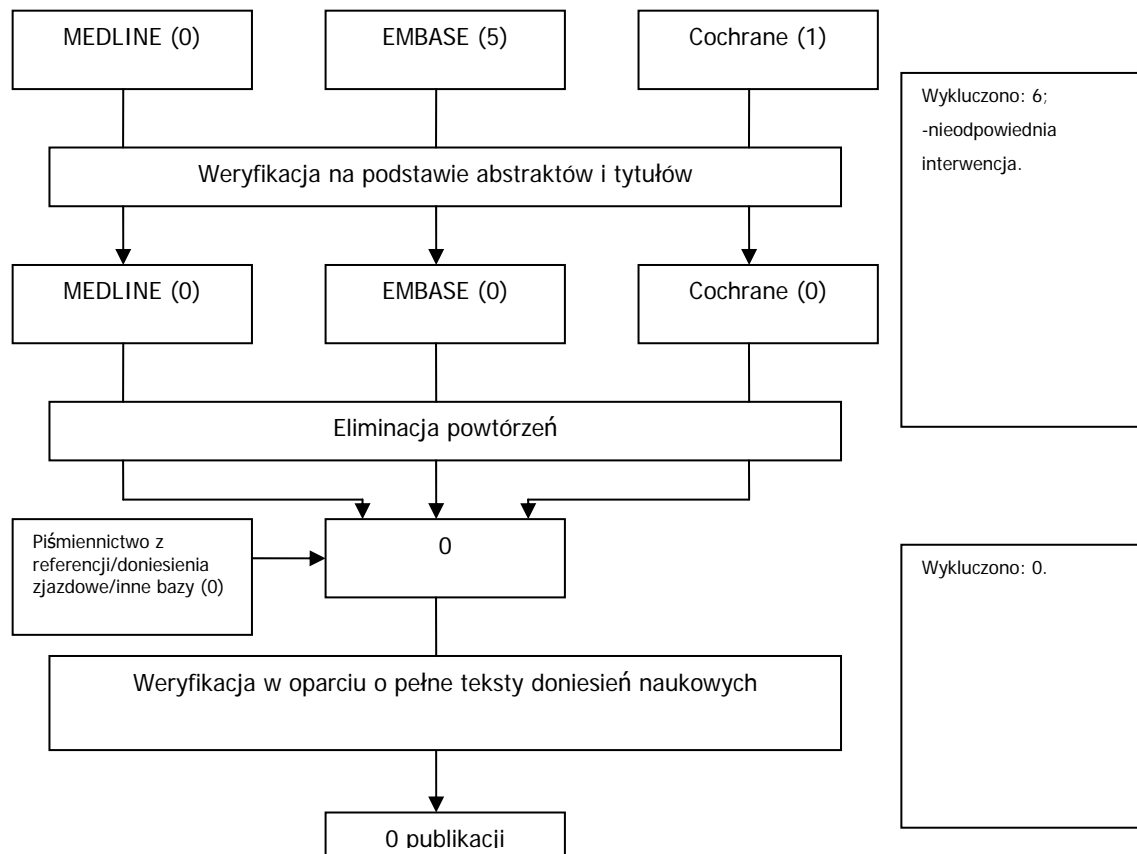 MEDLINE (0)
EMBASE (5)
Cochrane (1)
Wykluczono: 6;
-nieodpowiednia
interwencja.
Weryfikacja na podstawie abstraktów i tytułów
MEDLINE (0)
EMBASE (0)
Cochrane (0)
Eliminacja powtórzeń
Piśmiennictwo z
referencji/doniesienia
zjazdowe/inne bazy (0)
0
Wykluczono: 0.
Weryfikacja w oparciu o pełne teksty doniesień naukowych
0 publikacji